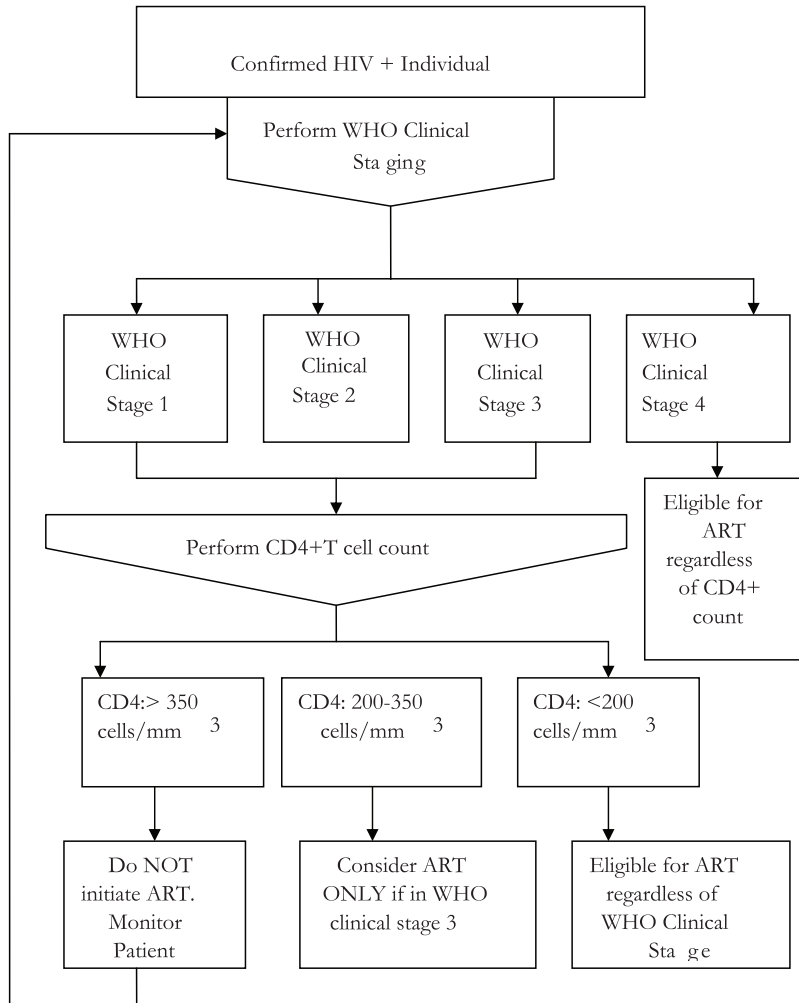 Confirmed HIV + Individual
Perform WHO Clinical
Sta ging
WHO
Clinical
Stage 1
WHO
Clinical
Stage 2
WHO
Clinical
Stage 3
WHO
Clinical
Stage 4
Eligible for
ART
regardless
of CD4+
count
Perform CD4+T cell count
CD4:> 350
cells/mm 3
CD4: 200-350
cells/mm 3
CD4: <200
cells/mm 3
Do NOT
initiate ART.
Monitor
Patient
Consider ART
ONLY if in WHO
clinical stage 3
Eligible for ART
regardless of
WHO Clinical
Sta ge